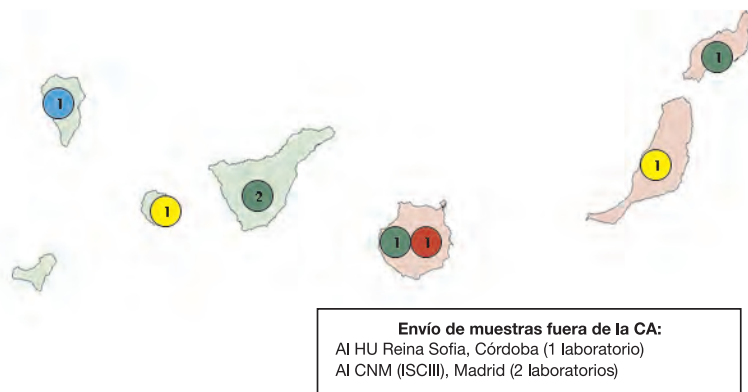 1
1
1
2
1
1 1
Envío de muestras fuera de la CA:
Al HU Reina Sofia, Córdoba (1 laboratorio)
Al CNM (ISCIII), Madrid (2 laboratorios)